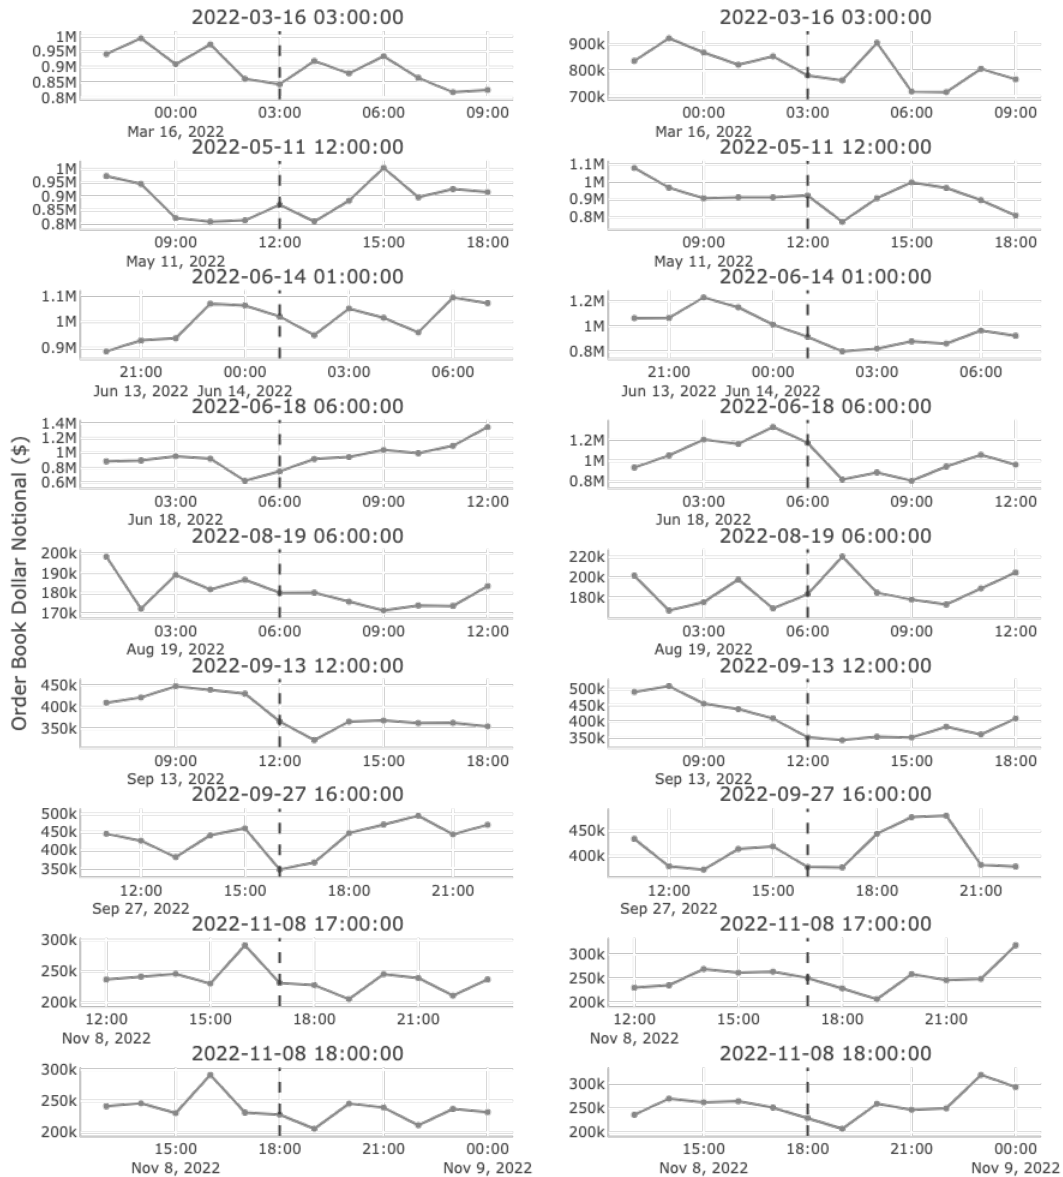 Order Book Dollar Notional ($)
2022-03-16 03:00:00
1M
0.95M
0.9M
0.85M
0.8M
00:00 03:00 06:00 09:00
Mar 16, 2022
2022-03-16 03:00:00
900k
800k
700k
00:00 03:00 06:00 09:00
Mar 16, 2022
2022-05-11 12:00:00
1M
0.95M
0.9M
0.85M
0.8M
09:00 12:00 15:00 18:00
May 11, 2022
2022-05-11 12:00:00
1.1M
1M
0.9M
0.8M
09:00 12:00 15:00 18:00
May 11, 2022
2022-06-14 01:00:00
1.1M
1M
0.9M
21:00 00:00 03:00 06:00
Jun 13, 2022 Jun 14, 2022
2022-06-14 01:00:00
1.2M
1M
0.8M
21:00 00:00 03:00 06:00
Jun 13, 2022 Jun 14, 2022
2022-06-18 06:00:00
1.4M
1.2M
1M
0.8M
0.6M
03:00 06:00 09:00 12:00
Jun 18, 2022
2022-06-18 06:00:00
1.2M
1M
0.8M
03:00 06:00 09:00 12:00
Jun 18, 2022
2022-08-19 06:00:00
200k
190k
180k
170k
03:00 06:00 09:00 12:00
Aug 19, 2022
2022-08-19 06:00:00
220k
200k
180k
03:00 06:00 09:00 12:00
Aug 19, 2022
2022-09-13 12:00:00
450k
400k
350k
09:00 12:00 15:00 18:00
Sep 13, 2022
2022-09-13 12:00:00
500k
450k
400k
350k
09:00 12:00 15:00 18:00
Sep 13, 2022
2022-09-27 16:00:00
500k
450k
400k
350k
12:00 15:00 18:00 21:00
Sep 27, 2022
2022-09-27 16:00:00
450k
400k
12:00 15:00 18:00 21:00
Sep 27, 2022
2022-11-08 17:00:00
300k
250k
200k
12:00 15:00 18:00 21:00
Nov 8, 2022
2022-11-08 17:00:00
300k
250k
200k
12:00 15:00 18:00 21:00
Nov 8, 2022
2022-11-08 18:00:00
300k
250k
200k
15:00 18:00 21:00 00:00
Nov 8, 2022 Nov 9, 2022
2022-11-08 18:00:00
300k
250k
200k
15:00 18:00 21:00 00:00
Nov 8, 2022 Nov 9, 2022